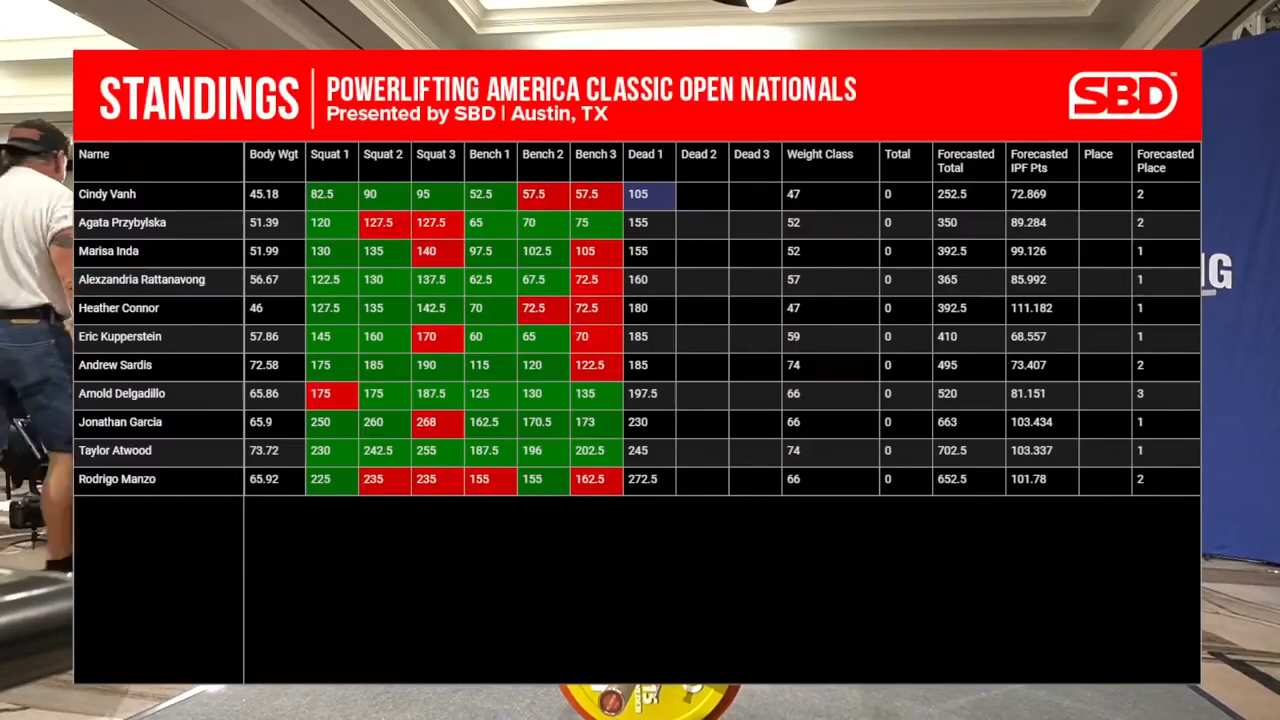 STANDINGS
POWERLIFTING AMERICA CLASSIC OPEN NATIONALS
Presented by SBD | Austin, TX
SBD™
Name Body Wgt Squat 1 Squat 2 Squat 3 Bench 1 Bench 2 Bench 3 Dead 1 Dead 2 Dead 3 Weight Class Total Forecasted Total Forecasted IPF Pts Place Forecasted Place
Cindy Vanh 45.18 82.5 90 95 52.5 57.5 57.5 105 47 0 252.5 72.869 2
Agata Przybylska 51.39 120 127.5 127.5 65 70 75 155 52 0 350 89.284 2
Marisa Inda 51.99 130 135 140 97.5 102.5 105 155 52 0 392.5 99.126 1
Alexzandria Rattanavong 56.67 122.5 130 137.5 62.5 67.5 72.5 160 57 0 365 85.992 1
Heather Connor 46 127.5 135 142.5 70 72.5 72.5 180 47 0 392.5 111.182 1
Eric Kupperstein 57.86 145 160 170 60 65 70 185 59 0 410 68.557 1
Andrew Sardis 72.58 175 185 190 115 120 122.5 185 74 0 495 73.407 2
Arnold Delgadillo 65.86 175 175 187.5 125 130 135 197.5 66 0 520 81.151 3
Jonathan Garcia 65.9 250 260 268 162.5 170.5 173 230 66 0 663 103.434 1
Taylor Atwood 73.72 230 242.5 255 187.5 196 202.5 245 74 0 702.5 103.337 1
Rodrigo Manzo 65.92 225 235 235 155 155 162.5 272.5 66 0 652.5 101.78 2
G